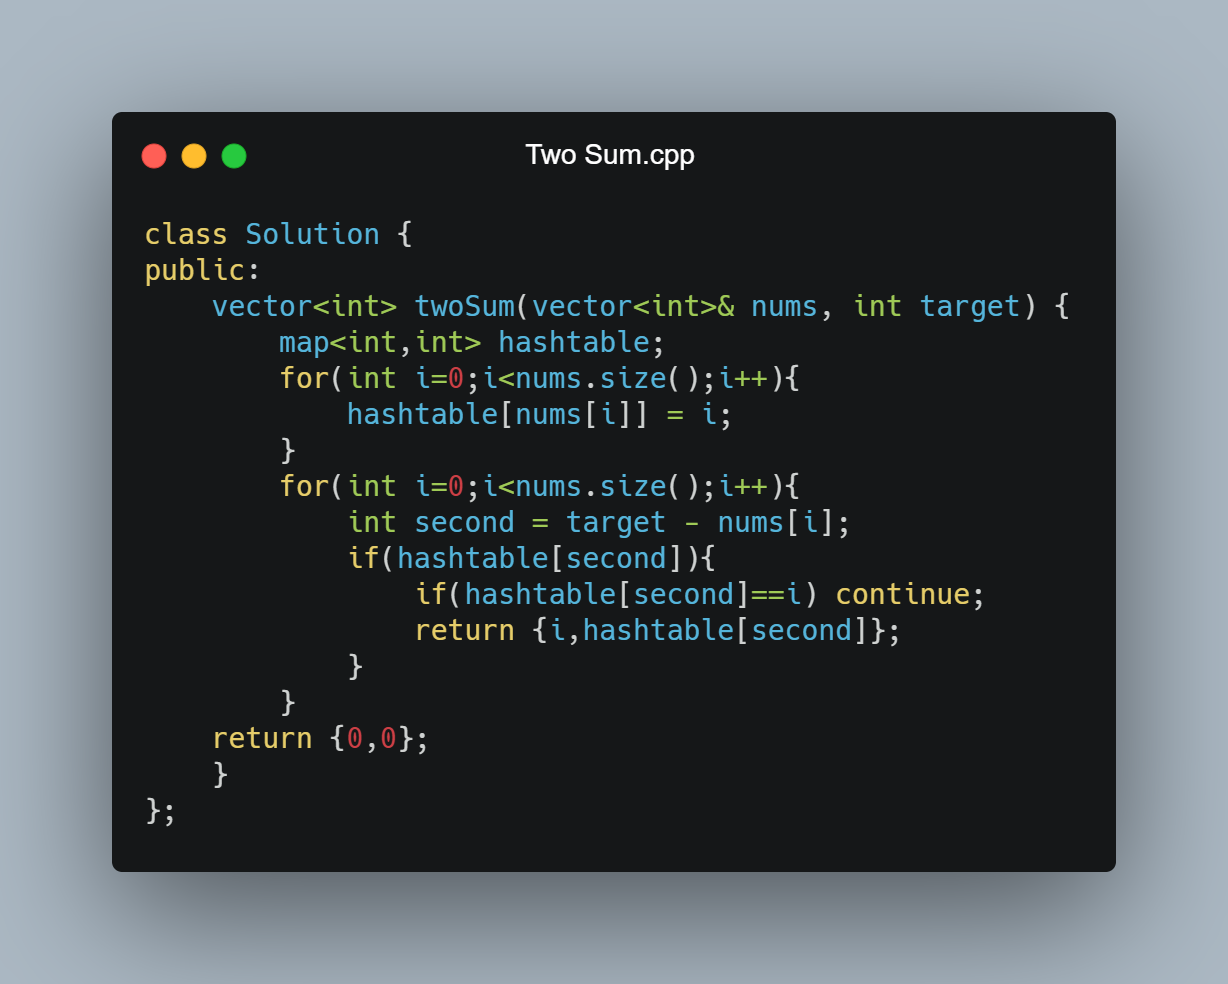 Two Sum.cpp
class Solution {
public:
    vector<int> twoSum(vector<int>& nums, int target) {
        map<int,int> hashtable;
        for(int i=0;i<nums.size();i++){
            hashtable[nums[i]] = i;
        }
        for(int i=0;i<nums.size();i++){
            int second = target - nums[i];
            if(hashtable[second]){
                if(hashtable[second]==i) continue;
                return {i,hashtable[second]};
            }
        }
    return {0,0};
    }
};